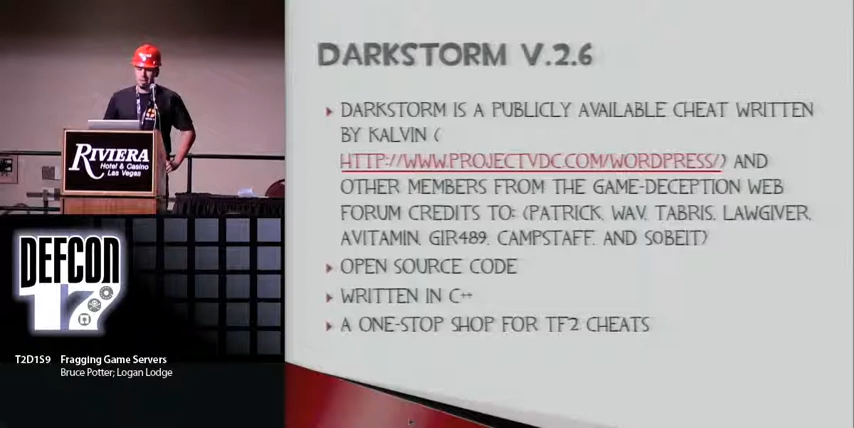 DARKSTORM V.2.6
DARKSTORM IS A PUBLICLY AVAILABLE CHEAT WRITTEN
BY KALVIN (
HTTP://WWW.PROJECTVDC.COM/WORDPRESS/) AND
OTHER MEMBERS FROM THE GAME-DECEPTION WEB
FORUM CREDITS TO: (PATRICK, WAV, TABRIS, LAWGIVER,
AVITAMIN, GIR489, CAMPSTAFF, AND S0BEIT)
OPEN SOURCE CODE
WRITTEN IN C++
A ONE-STOP SHOP FOR TF2 CHEATS
RIVIERA
Hotel & Casino
Las Vegas
DEFCON
17
T2D1S9 Fragging Game Servers
Bruce Potter; Logan Lodge